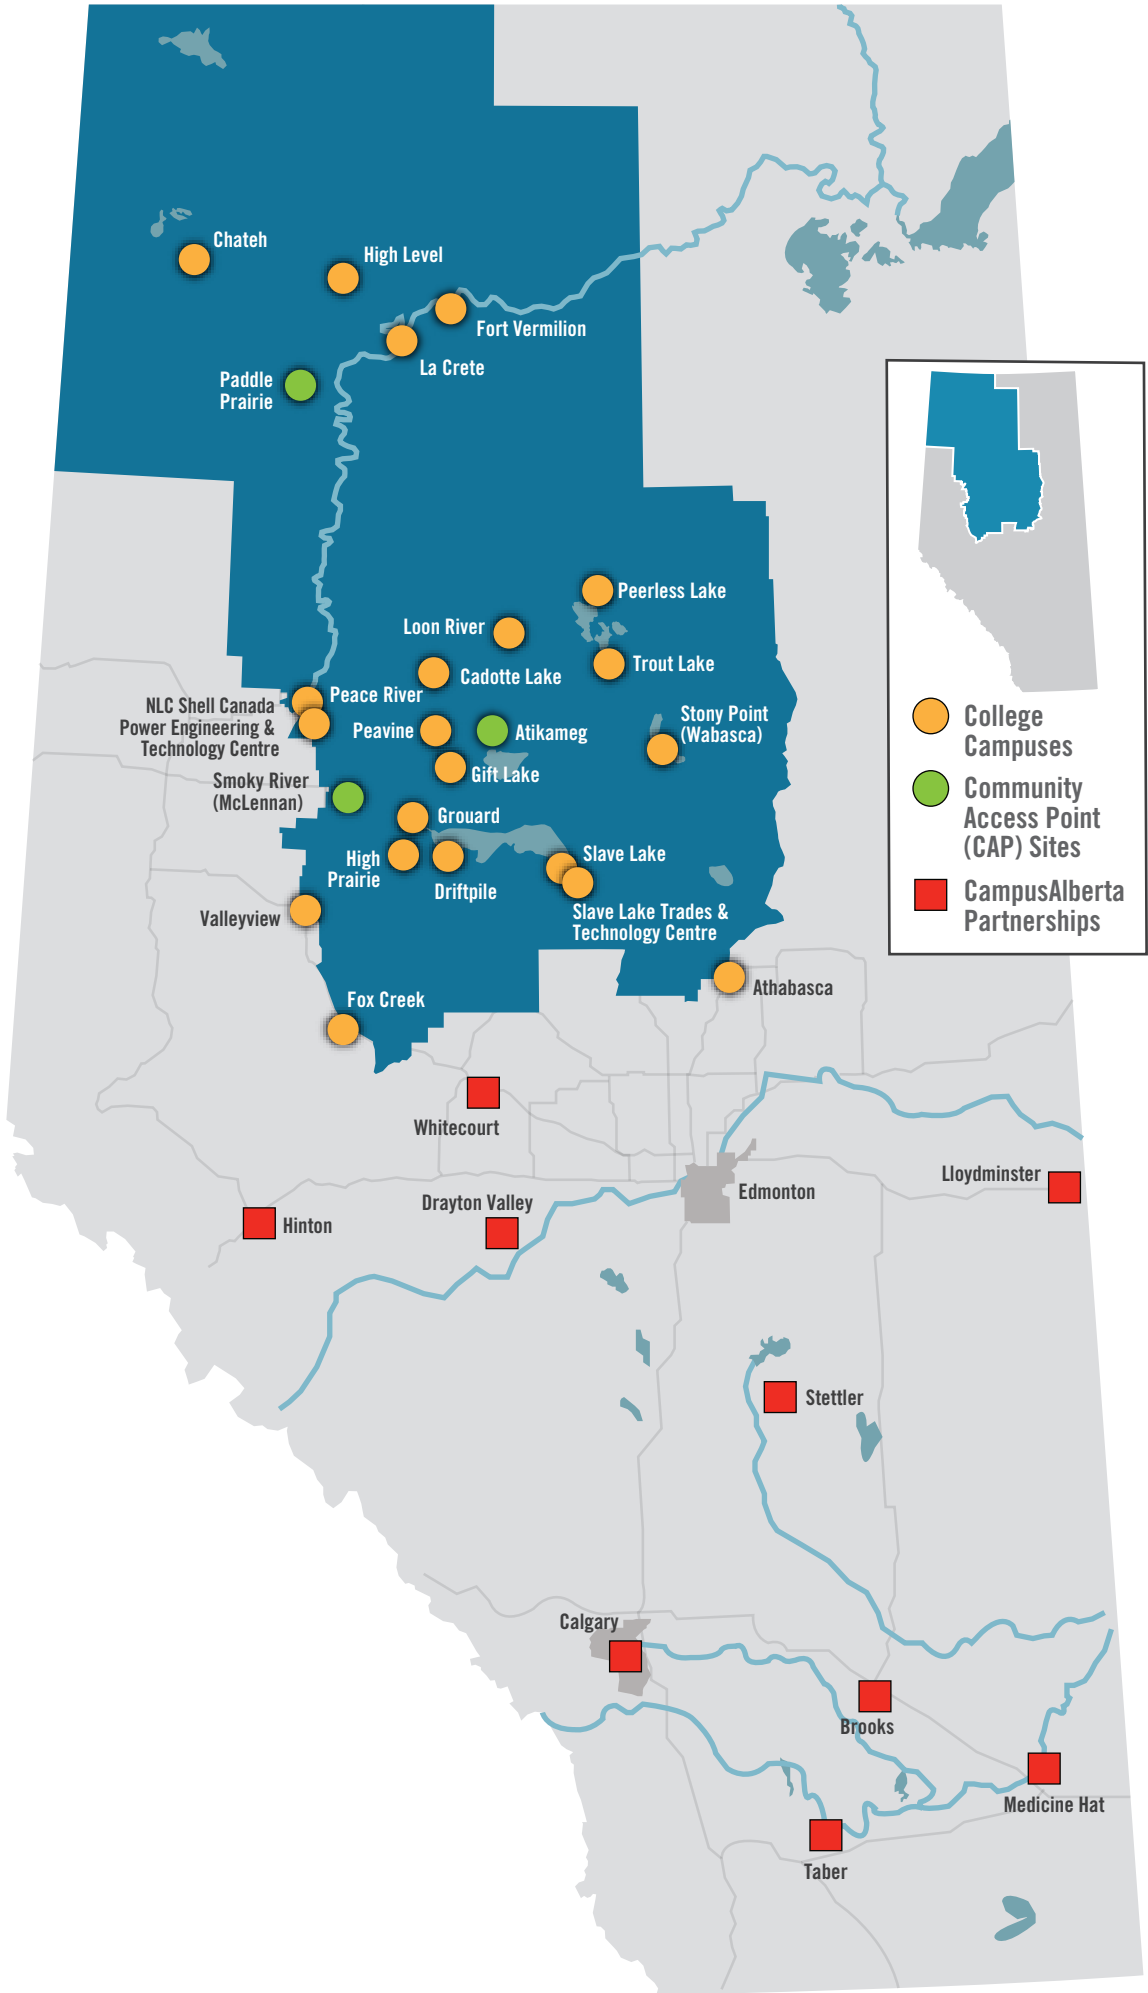 Chateh
High Level
Fort Vermilion
La Crete
Paddle
Prairie
Peerless Lake
Loon River
Trout Lake
Cadotte Lake
Peace River
NLC Shell Canada
Power Engineering &
Technology Centre
Peavine
Atikameg
Stony Point
(Wabasca)
Gift Lake
Smoky River
(McLennan)
Grouard
High
Prairie
Driftpile
Slave Lake
Slave Lake Trades &
Technology Centre
Valleyview
Athabasca
Fox Creek
Whitecourt
Lloydminster
Edmonton
Drayton Valley
Hinton
Stettler
Calgary
Brooks
Medicine Hat
Taber
College
Campuses
Community
Access Point
(CAP) Sites
CampusAlberta
Partnerships